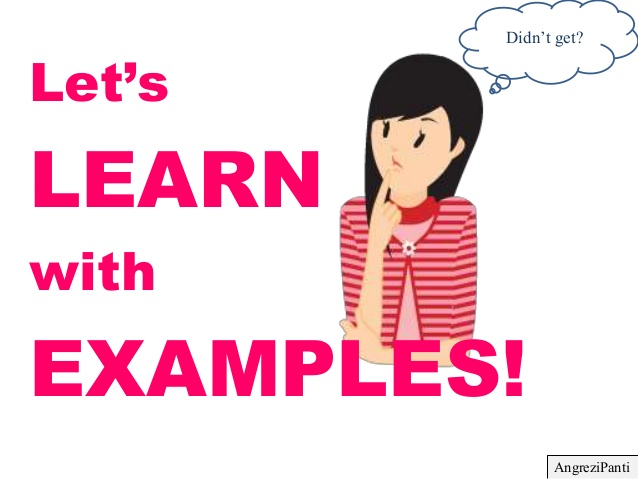 Didn’t get?
Let’s
LEARN
with
EXAMPLES!
AngreziPanti